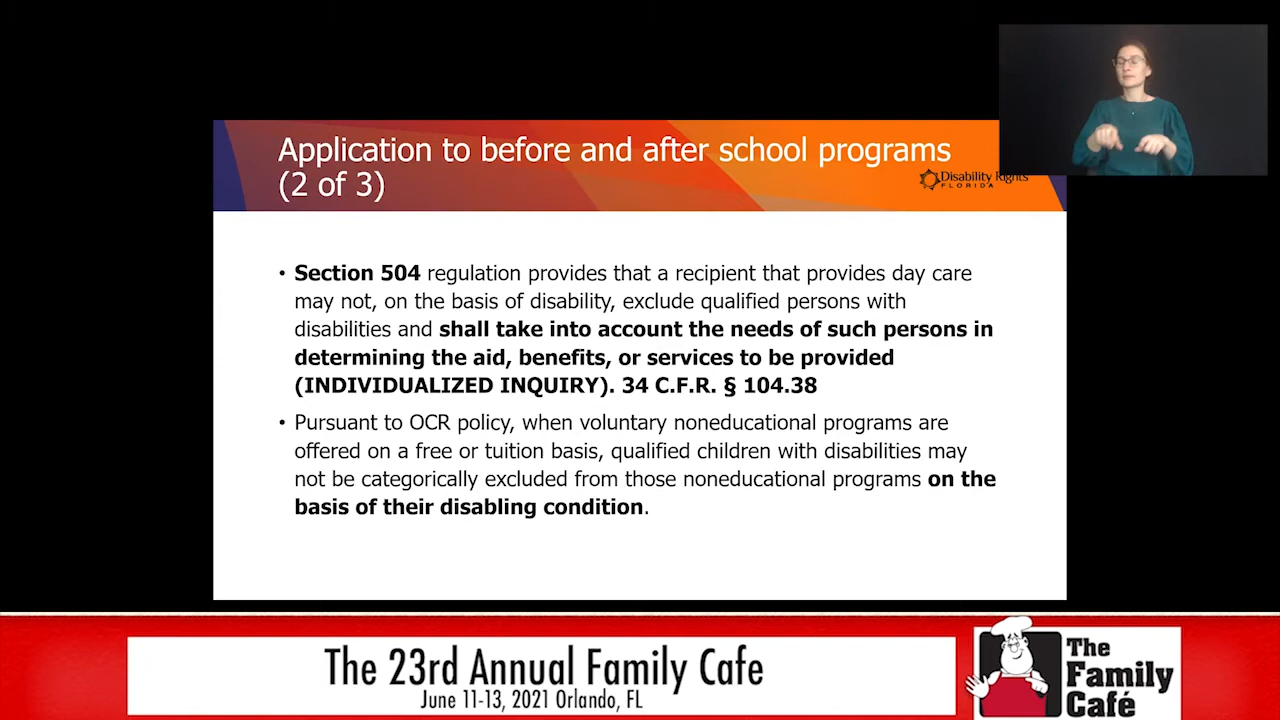 Application to before and after school programs
(2 of 3)
Disability Rights
FLORIDA
• Section 504 regulation provides that a recipient that provides day care
may not, on the basis of disability, exclude qualified persons with
disabilities and shall take into account the needs of such persons in
determining the aid, benefits, or services to be provided
(INDIVIDUALIZED INQUIRY). 34 C.F.R. § 104.38
• Pursuant to OCR policy, when voluntary noneducational programs are
offered on a free or tuition basis, qualified children with disabilities may
not be categorically excluded from those noneducational programs on the
basis of their disabling condition.
The 23rd Annual Family Cafe
June 11-13, 2021 Orlando, FL
The
Family
Café